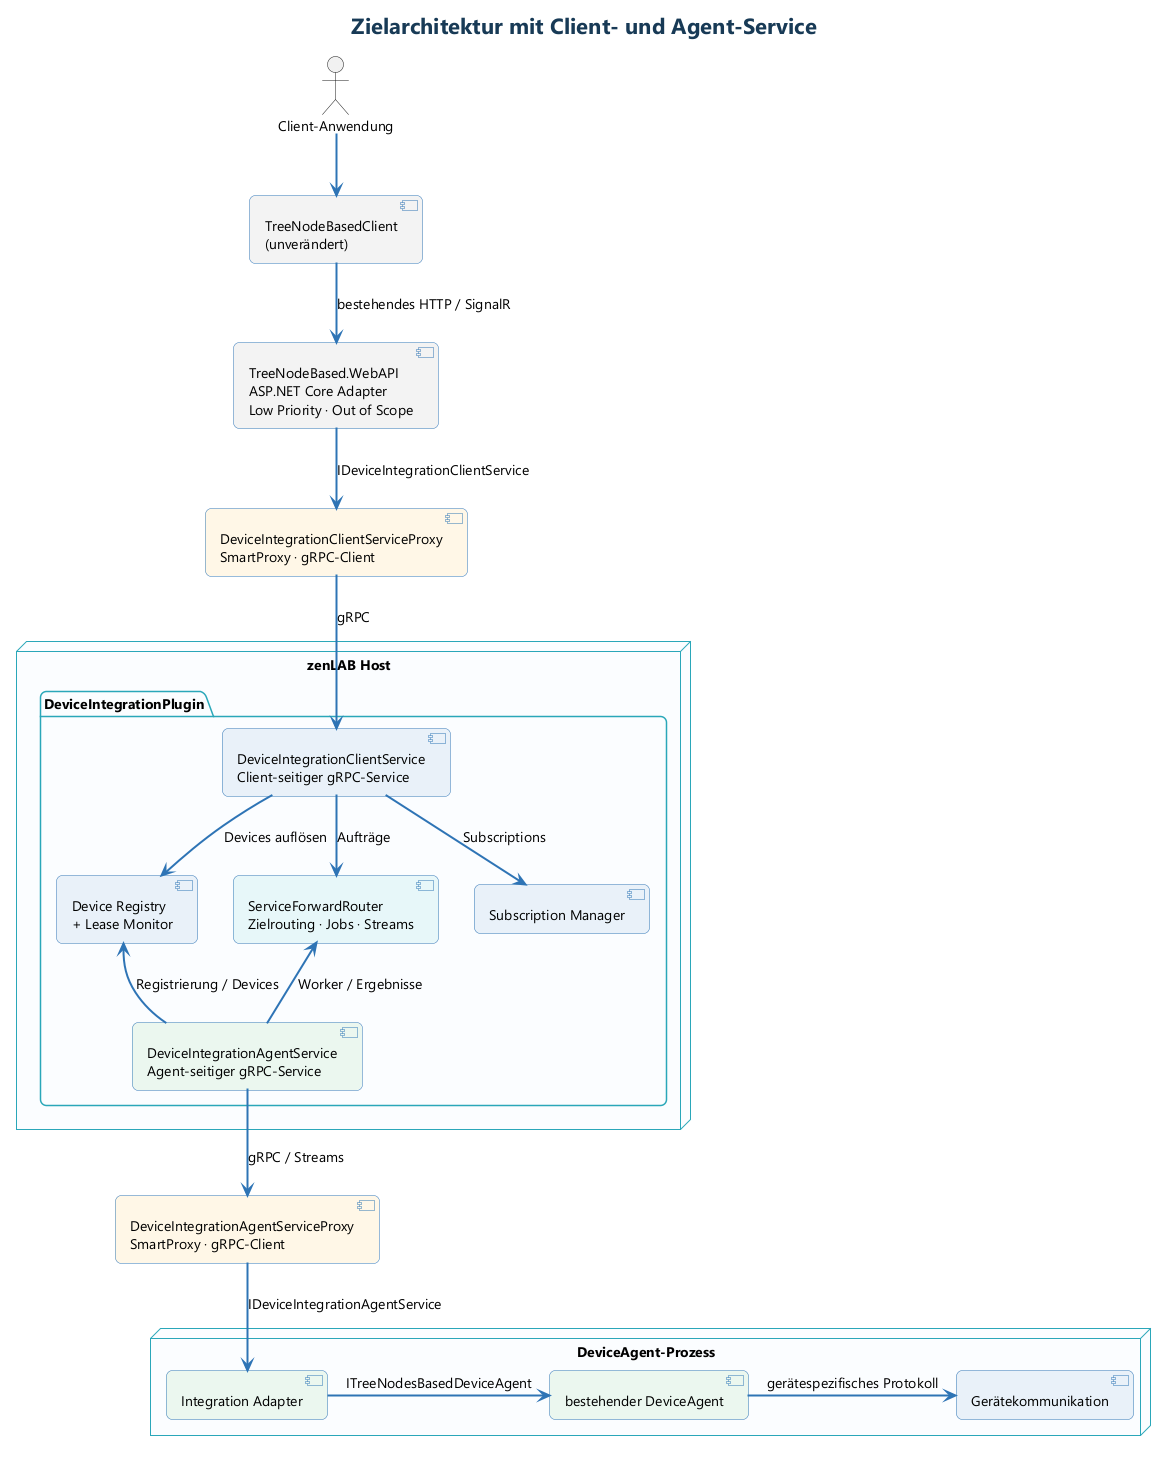 Zielarchitektur mit Client- und Agent-Service
Client-Anwendung
TreeNodeBasedClient
(unverändert)
bestehendes HTTP / SignalR
TreeNodeBased.WebAPI
ASP.NET Core Adapter
Low Priority · Out of Scope
IDeviceIntegrationClientService
DeviceIntegrationClientServiceProxy
SmartProxy · gRPC-Client
gRPC
zenLAB Host
DeviceIntegrationPlugin
DeviceIntegrationClientService
Client-seitiger gRPC-Service
Devices auflösen
Aufträge
Subscriptions
Device Registry
+ Lease Monitor
ServiceForwardRouter
Zielrouting · Jobs · Streams
Subscription Manager
Registrierung / Devices
Worker / Ergebnisse
DeviceIntegrationAgentService
Agent-seitiger gRPC-Service
gRPC / Streams
DeviceIntegrationAgentServiceProxy
SmartProxy · gRPC-Client
IDeviceIntegrationAgentService
DeviceAgent-Prozess
Integration Adapter
ITreeNodesBasedDeviceAgent
bestehender DeviceAgent
gerätespezifisches Protokoll
Gerätekommunikation